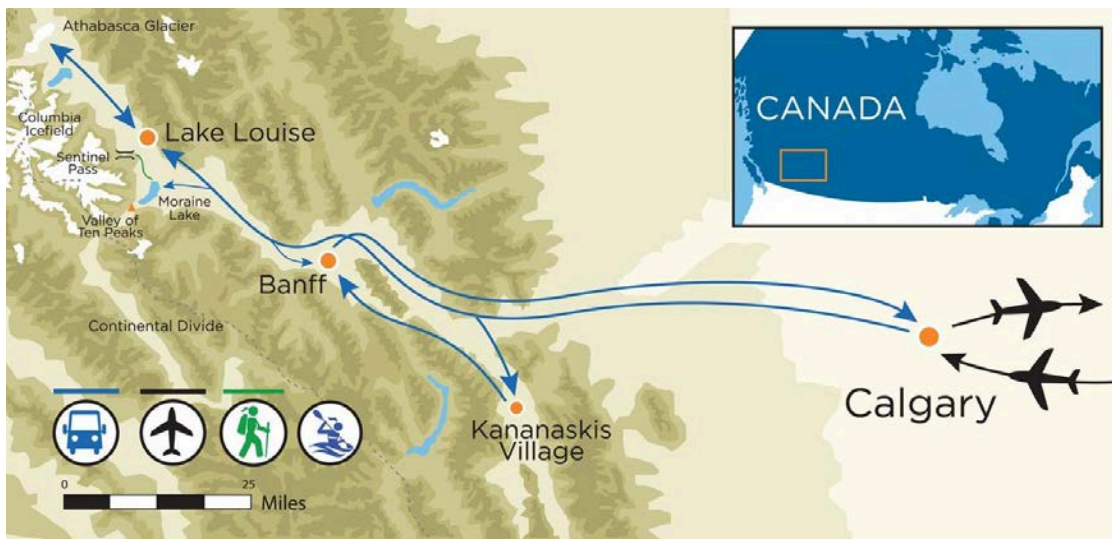 Athabasca Glacier
CANADA
Columbia
Icefield
Lake Louise
Sentinel
Pass
Moraine
Lake
Valley of
Ten Peaks
Banff
Continental Divide
Calgary
Kananaskis
Village
0
25
Miles